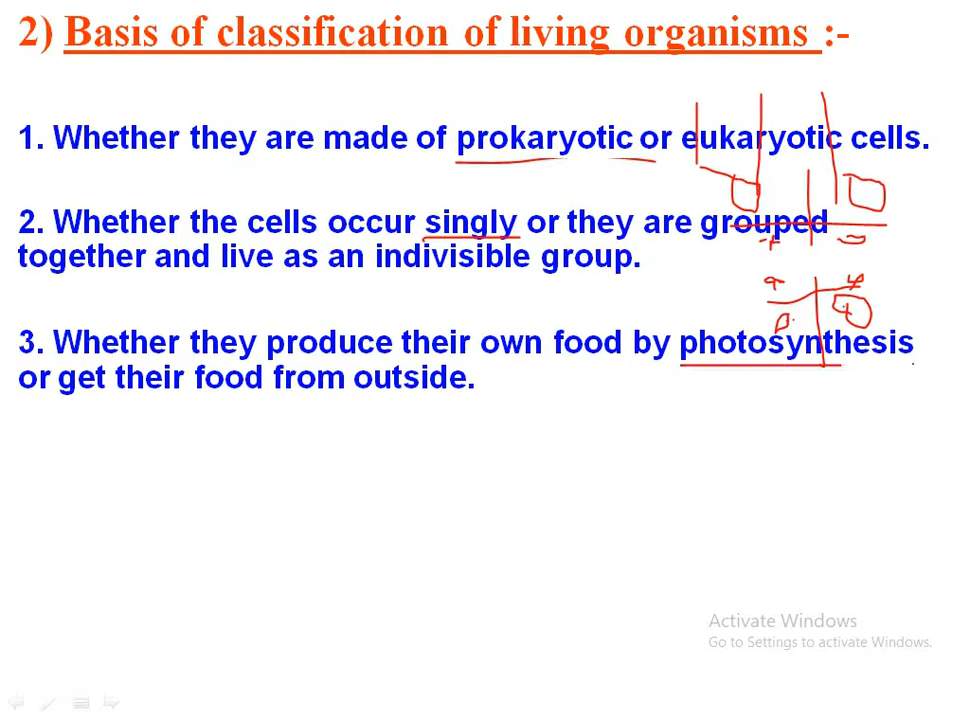 2) Basis of classification of living organisms :-
1. Whether they are made of prokaryotic or eukaryotic cells.
2. Whether the cells occur singly or they are grouped
together and live as an indivisible group.
3. Whether they produce their own food by photosynthesis
or get their food from outside.
Activate Windows
Go to Settings to activate Windows.